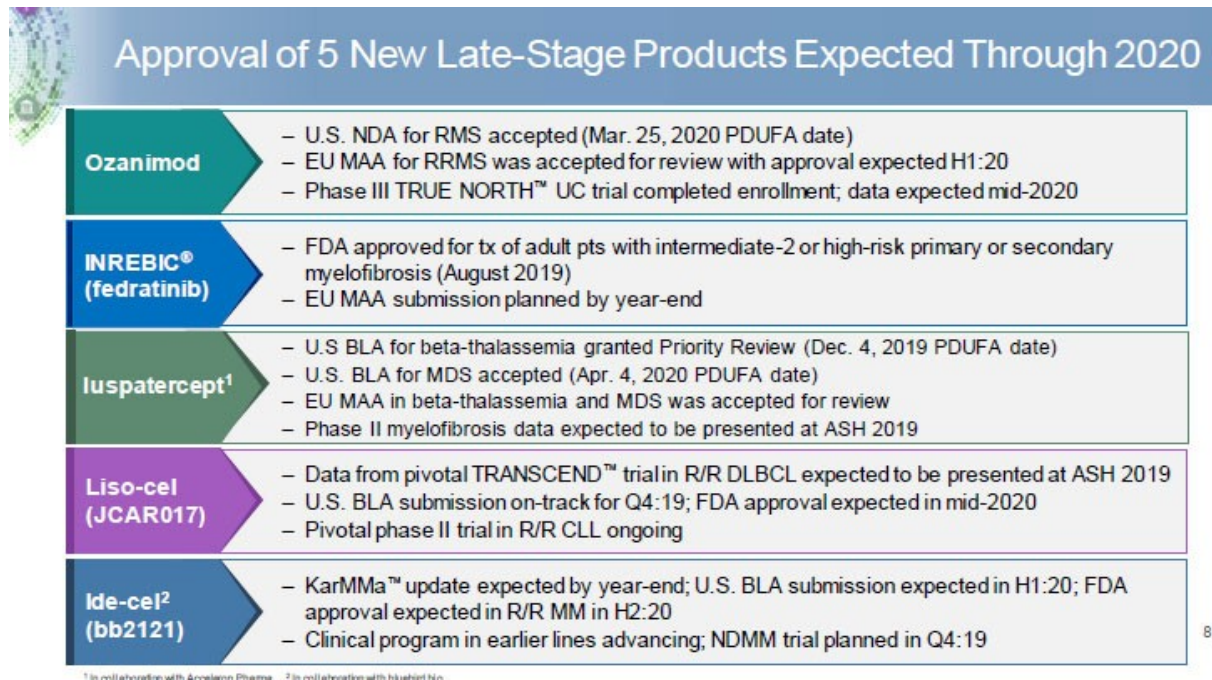 Approval of 5 New Late-Stage Products Expected Through 2020
Ozanimod
– U.S. NDA for RMS accepted (Mar. 25, 2020 PDUFA date)
– EU MAA for RRMS was accepted for review with approval expected H1:20
– Phase III TRUE NORTH™ UC trial completed enrollment; data expected mid-2020
INREBIC®
(fedratinib)
– FDA approved for tx of adult pts with intermediate-2 or high-risk primary or secondary
myelofibrosis (August 2019)
– EU MAA submission planned by year-end
luspatercept¹
– U.S BLA for beta-thalassemia granted Priority Review (Dec. 4, 2019 PDUFA date)
– U.S. BLA for MDS accepted (Apr. 4, 2020 PDUFA date)
– EU MAA in beta-thalassemia and MDS was accepted for review
– Phase II myelofibrosis data expected to be presented at ASH 2019
Liso-cel
(JCAR017)
– Data from pivotal TRANSCEND™ trial in R/R DLBCL expected to be presented at ASH 2019
– U.S. BLA submission on-track for Q4:19; FDA approval expected in mid-2020
– Pivotal phase II trial in R/R CLL ongoing
Ide-cel²
(bb2121)
– KarMMa™ update expected by year-end; U.S. BLA submission expected in H1:20; FDA
approval expected in R/R MM in H2:20
– Clinical program in earlier lines advancing; NDMM trial planned in Q4:19
8
¹ In collaboration with Acceleron Pharma ² In collaboration with bluebird bio